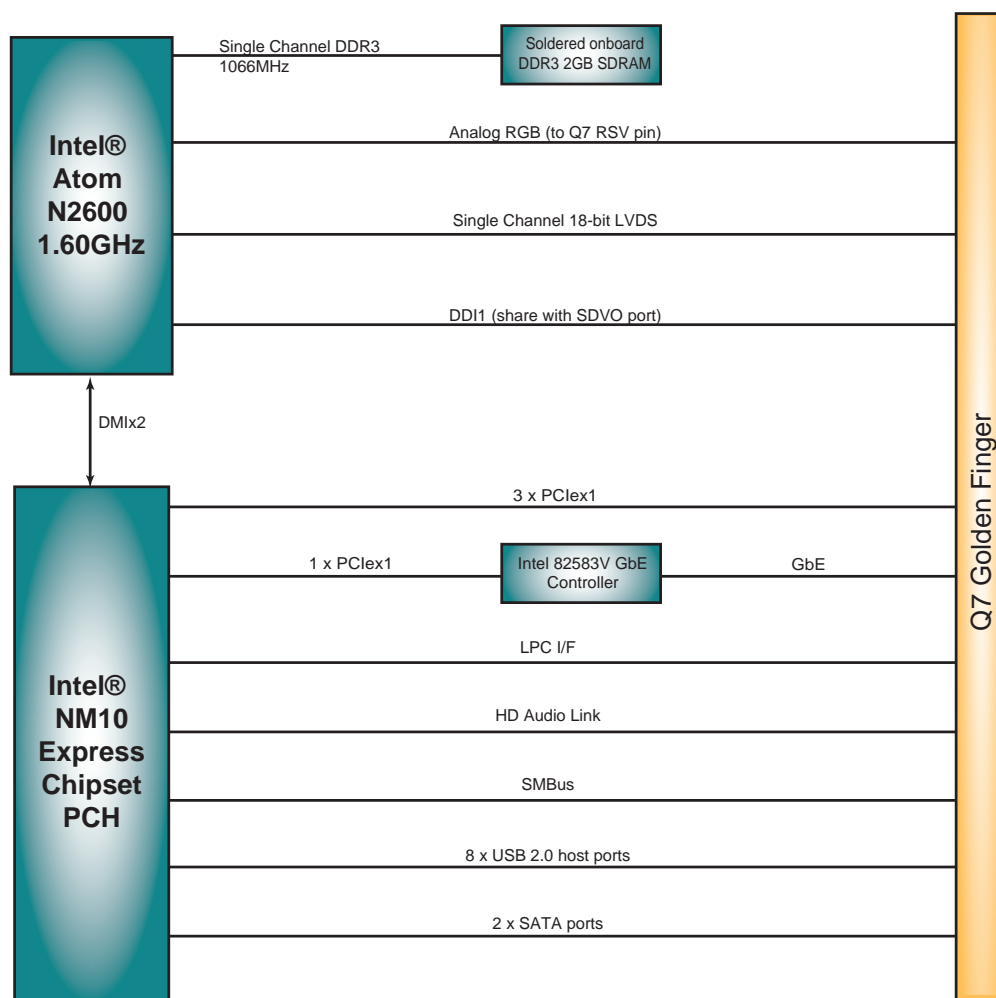 Single Channel DDR3
1066MHz
Soldered onboard
DDR3 2GB SDRAM
Intel®
Atom
N2600
1.60GHz
Analog RGB (to Q7 RSV pin)
Single Channel 18-bit LVDS
DDI1 (share with SDVO port)
DMIx2
Q7 Golden Finger
3 x PCIex1
1 x PCIex1
Intel 82583V GbE
Controller
GbE
Intel®
NM10
Express
Chipset
PCH
LPC I/F
HD Audio Link
SMBus
8 x USB 2.0 host ports
2 x SATA ports